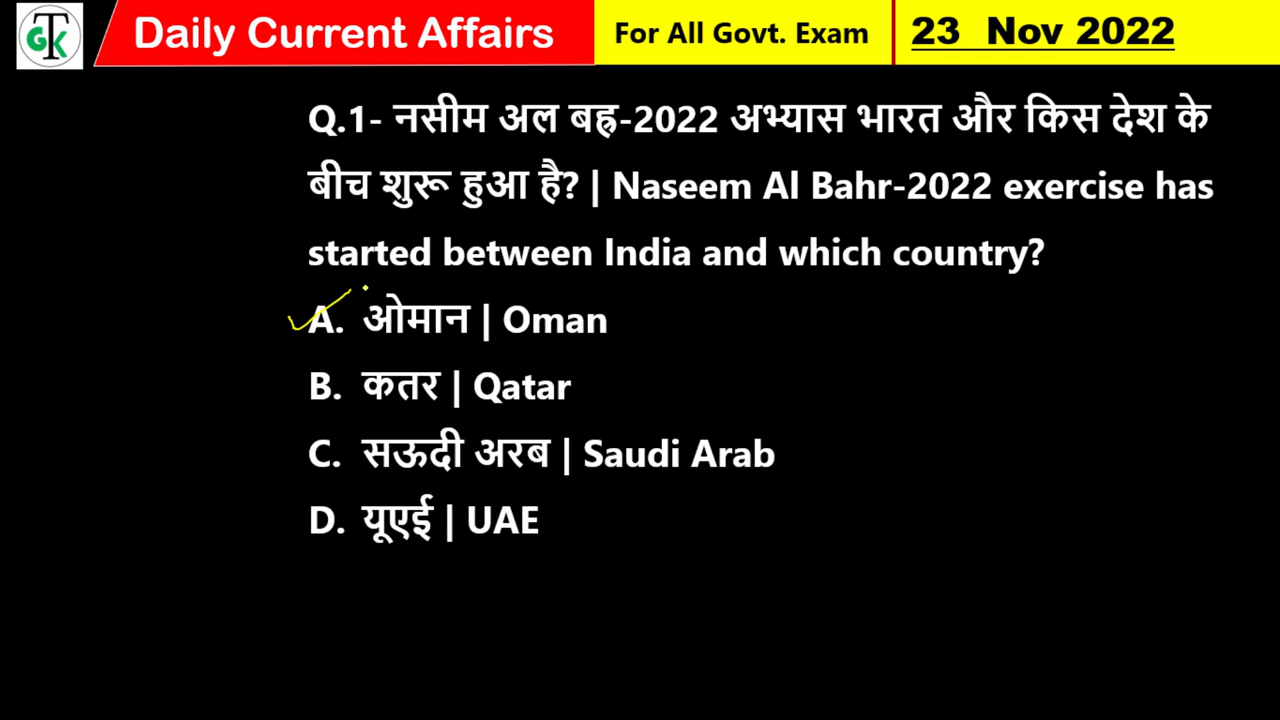 TGK
Daily Current Affairs
For All Govt. Exam
23 Nov 2022
Q.1- नसीम अल बह्र-2022 अभ्यास भारत और किस देश के
बीच शुरू हुआ है? | Naseem Al Bahr-2022 exercise has
started between India and which country?
A. ओमान | Oman
B. कतर | Qatar
C. सऊदी अरब | Saudi Arab
D. यूएई | UAE